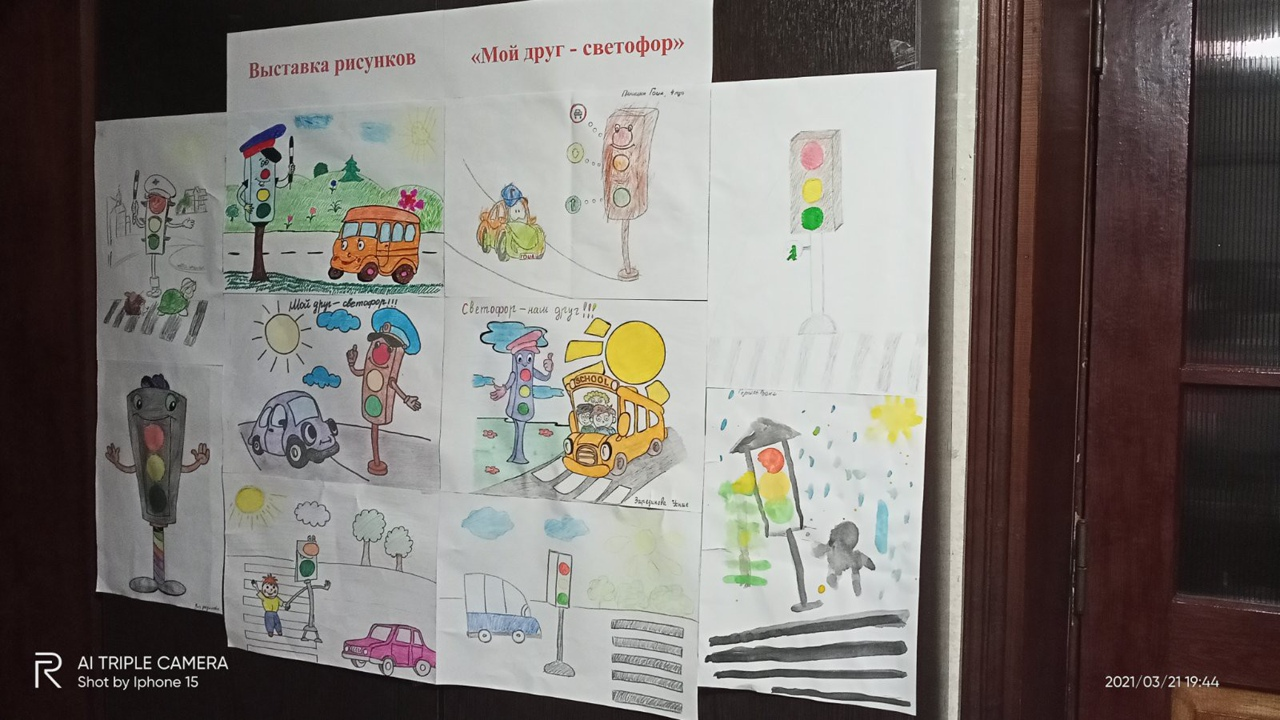 Выставка рисунков
«Мой друг - светофор»
Гоша,
Мой друг - светофор!!!
Светофор - наш друг!!!
SCHOOL
AI TRIPLE CAMERA
Shot by Iphone 15
2021/03/21 19:44